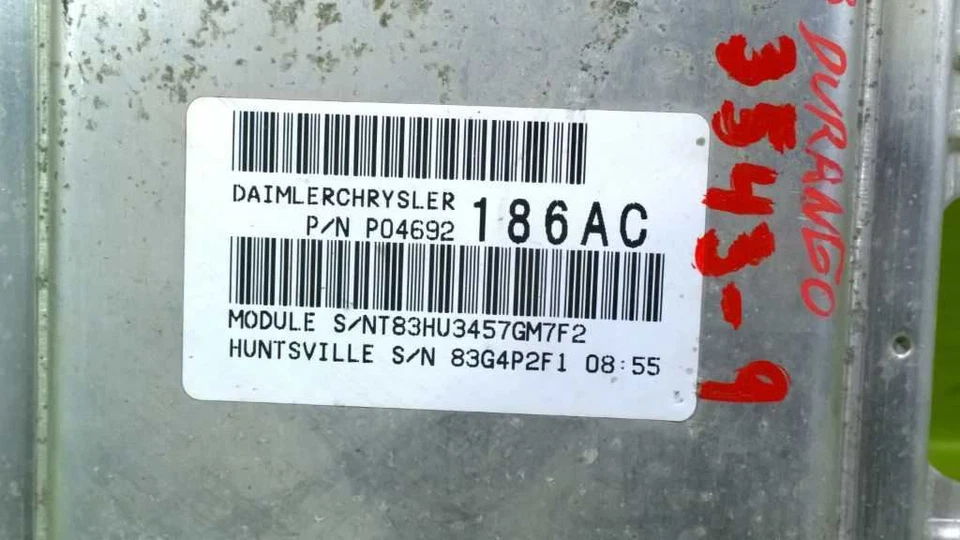 DAIMLERCHRYSLER
P/N P04692 186AC
MODULE S/NT83HU3457GM7F2
HUNTSVILLE S/N 83G4P2F1 08:55
DURANGO
3543-9